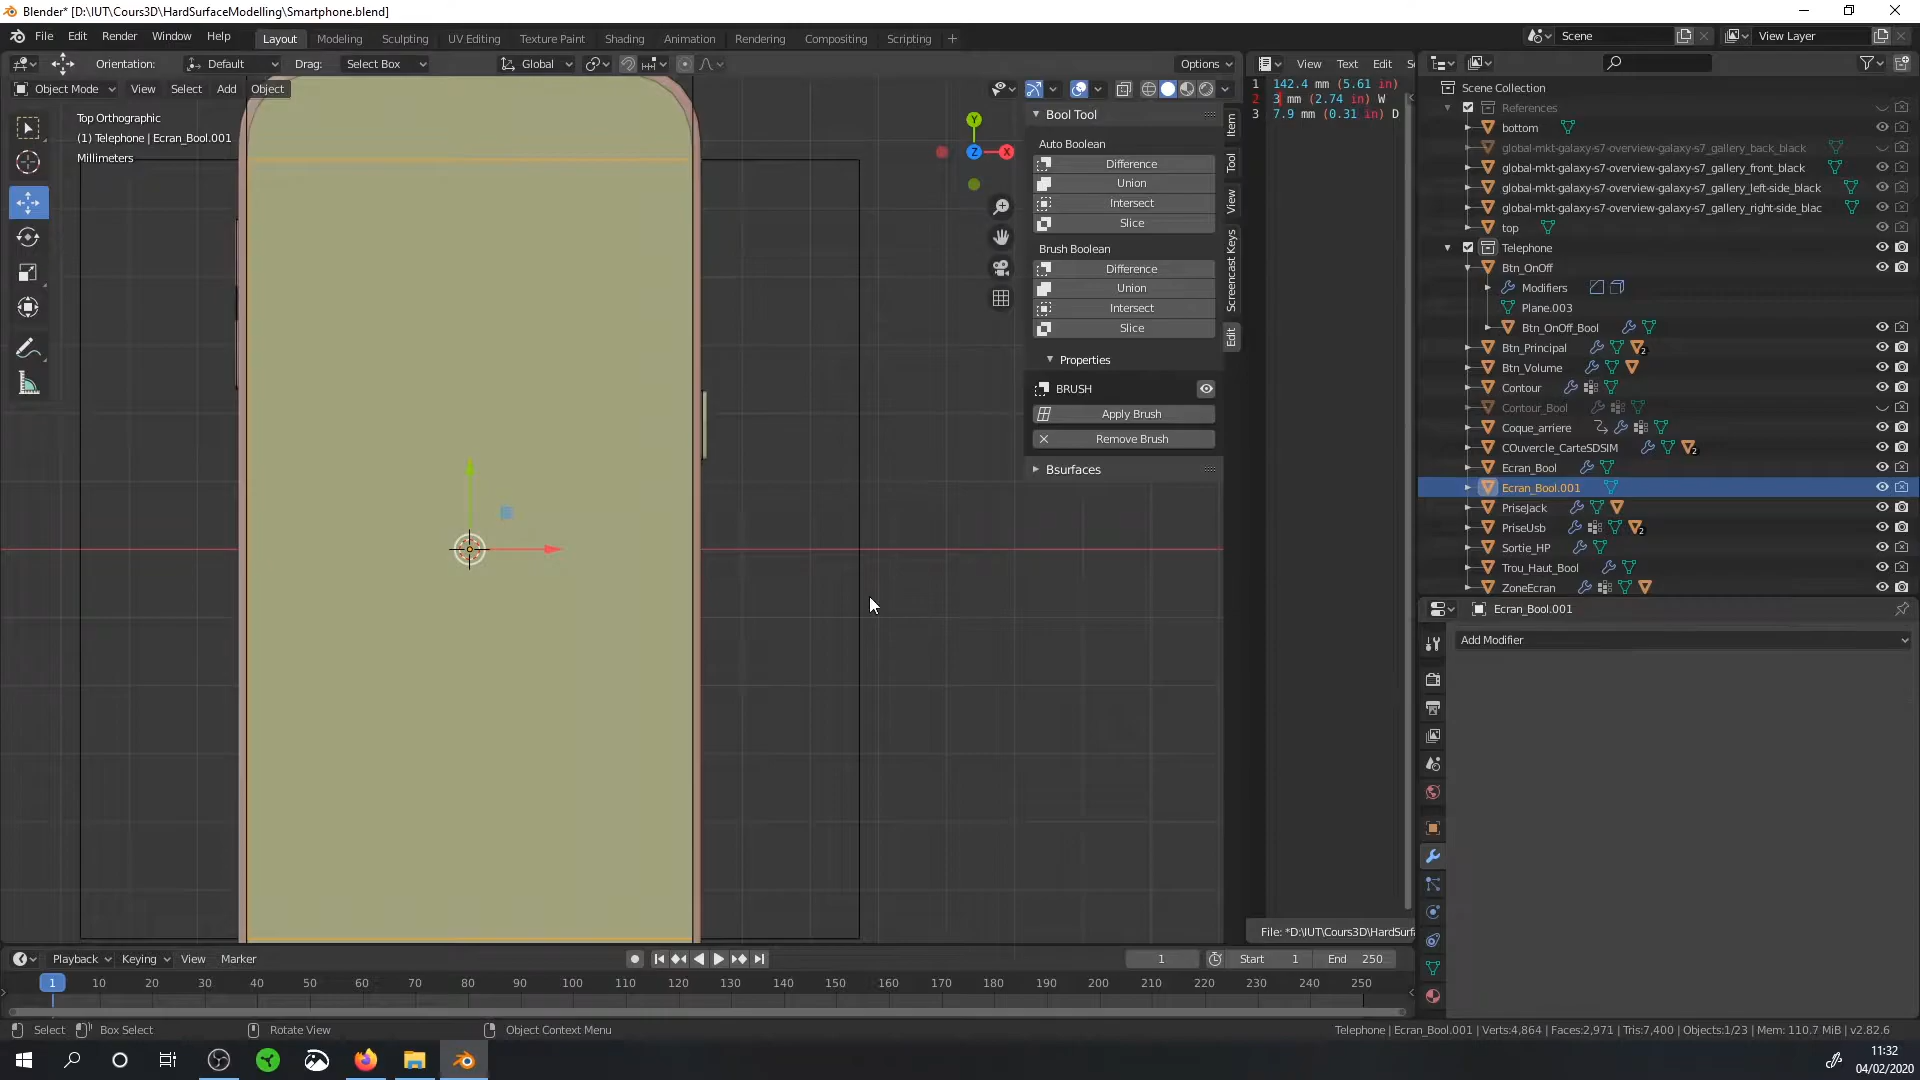 Blender* [D:\IUT\Cours3D\HardSurfaceModelling\Smartphone.blend]
File Edit Render Window Help Layout Modeling Sculpting UV Editing Texture Paint Shading Animation Rendering Compositing Scripting + Scene View Layer
Orientation: Default Drag: Select Box Global Options View Text Edit
Object Mode View Select Add Object
Top Orthographic
(1) Telephone | Ecran_Bool.001
Millimeters
Bool Tool
Auto Boolean
Difference
Union
Intersect
Slice
Brush Boolean
Difference
Union
Intersect
Slice
Properties
BRUSH
Apply Brush
Remove Brush
Bsurfaces
Item
Tool
View
Screencast Keys
Edit
1 142.4 mm (5.61 in)
2 3 mm (2.74 in) W
3 7.9 mm (0.31 in) D
File: *D:\IUT\Cours3D\HardSurf
Scene Collection
References
bottom
global-mkt-galaxy-s7-overview-galaxy-s7_gallery_back_black
global-mkt-galaxy-s7-overview-galaxy-s7_gallery_front_black
global-mkt-galaxy-s7-overview-galaxy-s7_gallery_left-side_black
global-mkt-galaxy-s7-overview-galaxy-s7_gallery_right-side_blac
top
Telephone
Btn_OnOff
Modifiers
Plane.003
Btn_OnOff_Bool
Btn_Principal 2
Btn_Volume
Contour
Contour_Bool
Coque_arriere
COuvercle_CarteSDSIM 2
Ecran_Bool
Ecran_Bool.001
PriseJack
PriseUsb 2
Sortie_HP
Trou_Haut_Bool
ZoneEcran
Ecran_Bool.001
Add Modifier
Playback Keying View Marker 1 Start 1 End 250
1 10 20 30 40 50 60 70 80 90 100 110 120 130 140 150 160 170 180 190 200 210 220 230 240 250
Select Box Select Rotate View Object Context Menu Telephone | Ecran_Bool.001 | Verts:4,864 | Faces:2,971 | Tris:7,400 | Objects:1/23 | Mem: 110.7 MiB | v2.82.6
11:32
04/02/2020